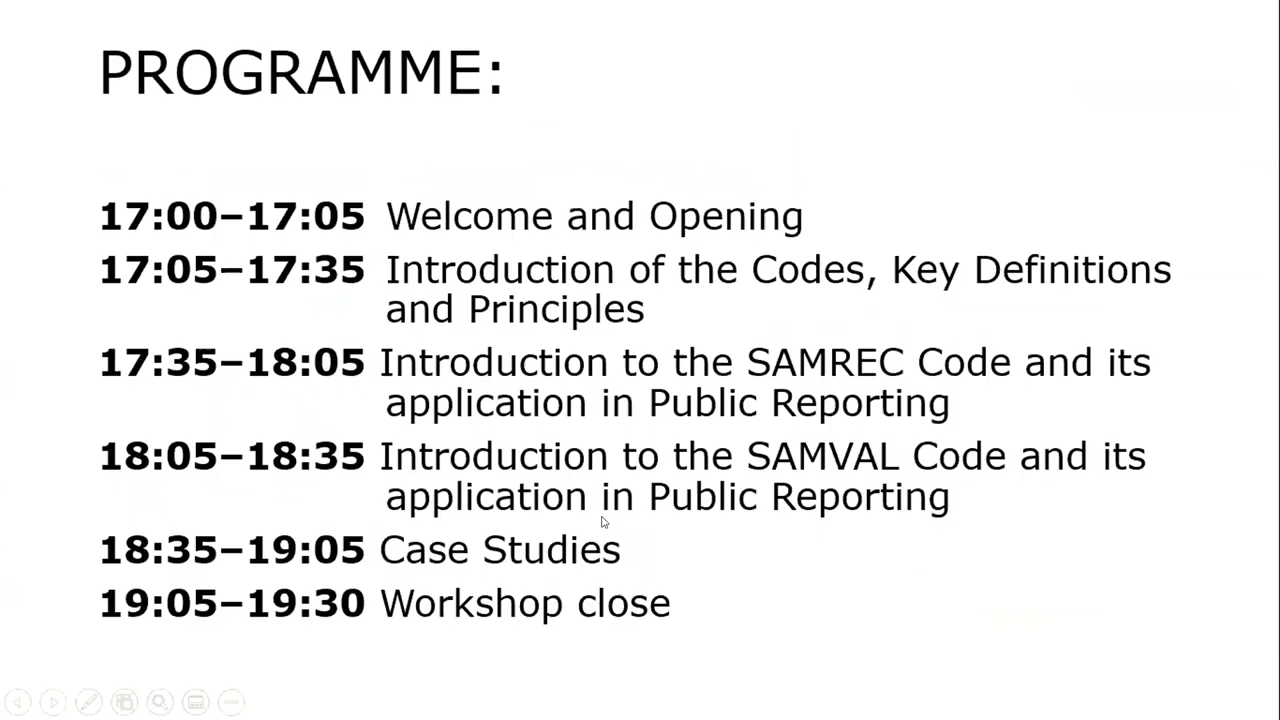 PROGRAMME:
17:00–17:05 Welcome and Opening
17:05–17:35 Introduction of the Codes, Key Definitions
and Principles
17:35–18:05 Introduction to the SAMREC Code and its
application in Public Reporting
18:05–18:35 Introduction to the SAMVAL Code and its
application in Public Reporting
18:35–19:05 Case Studies
19:05–19:30 Workshop close